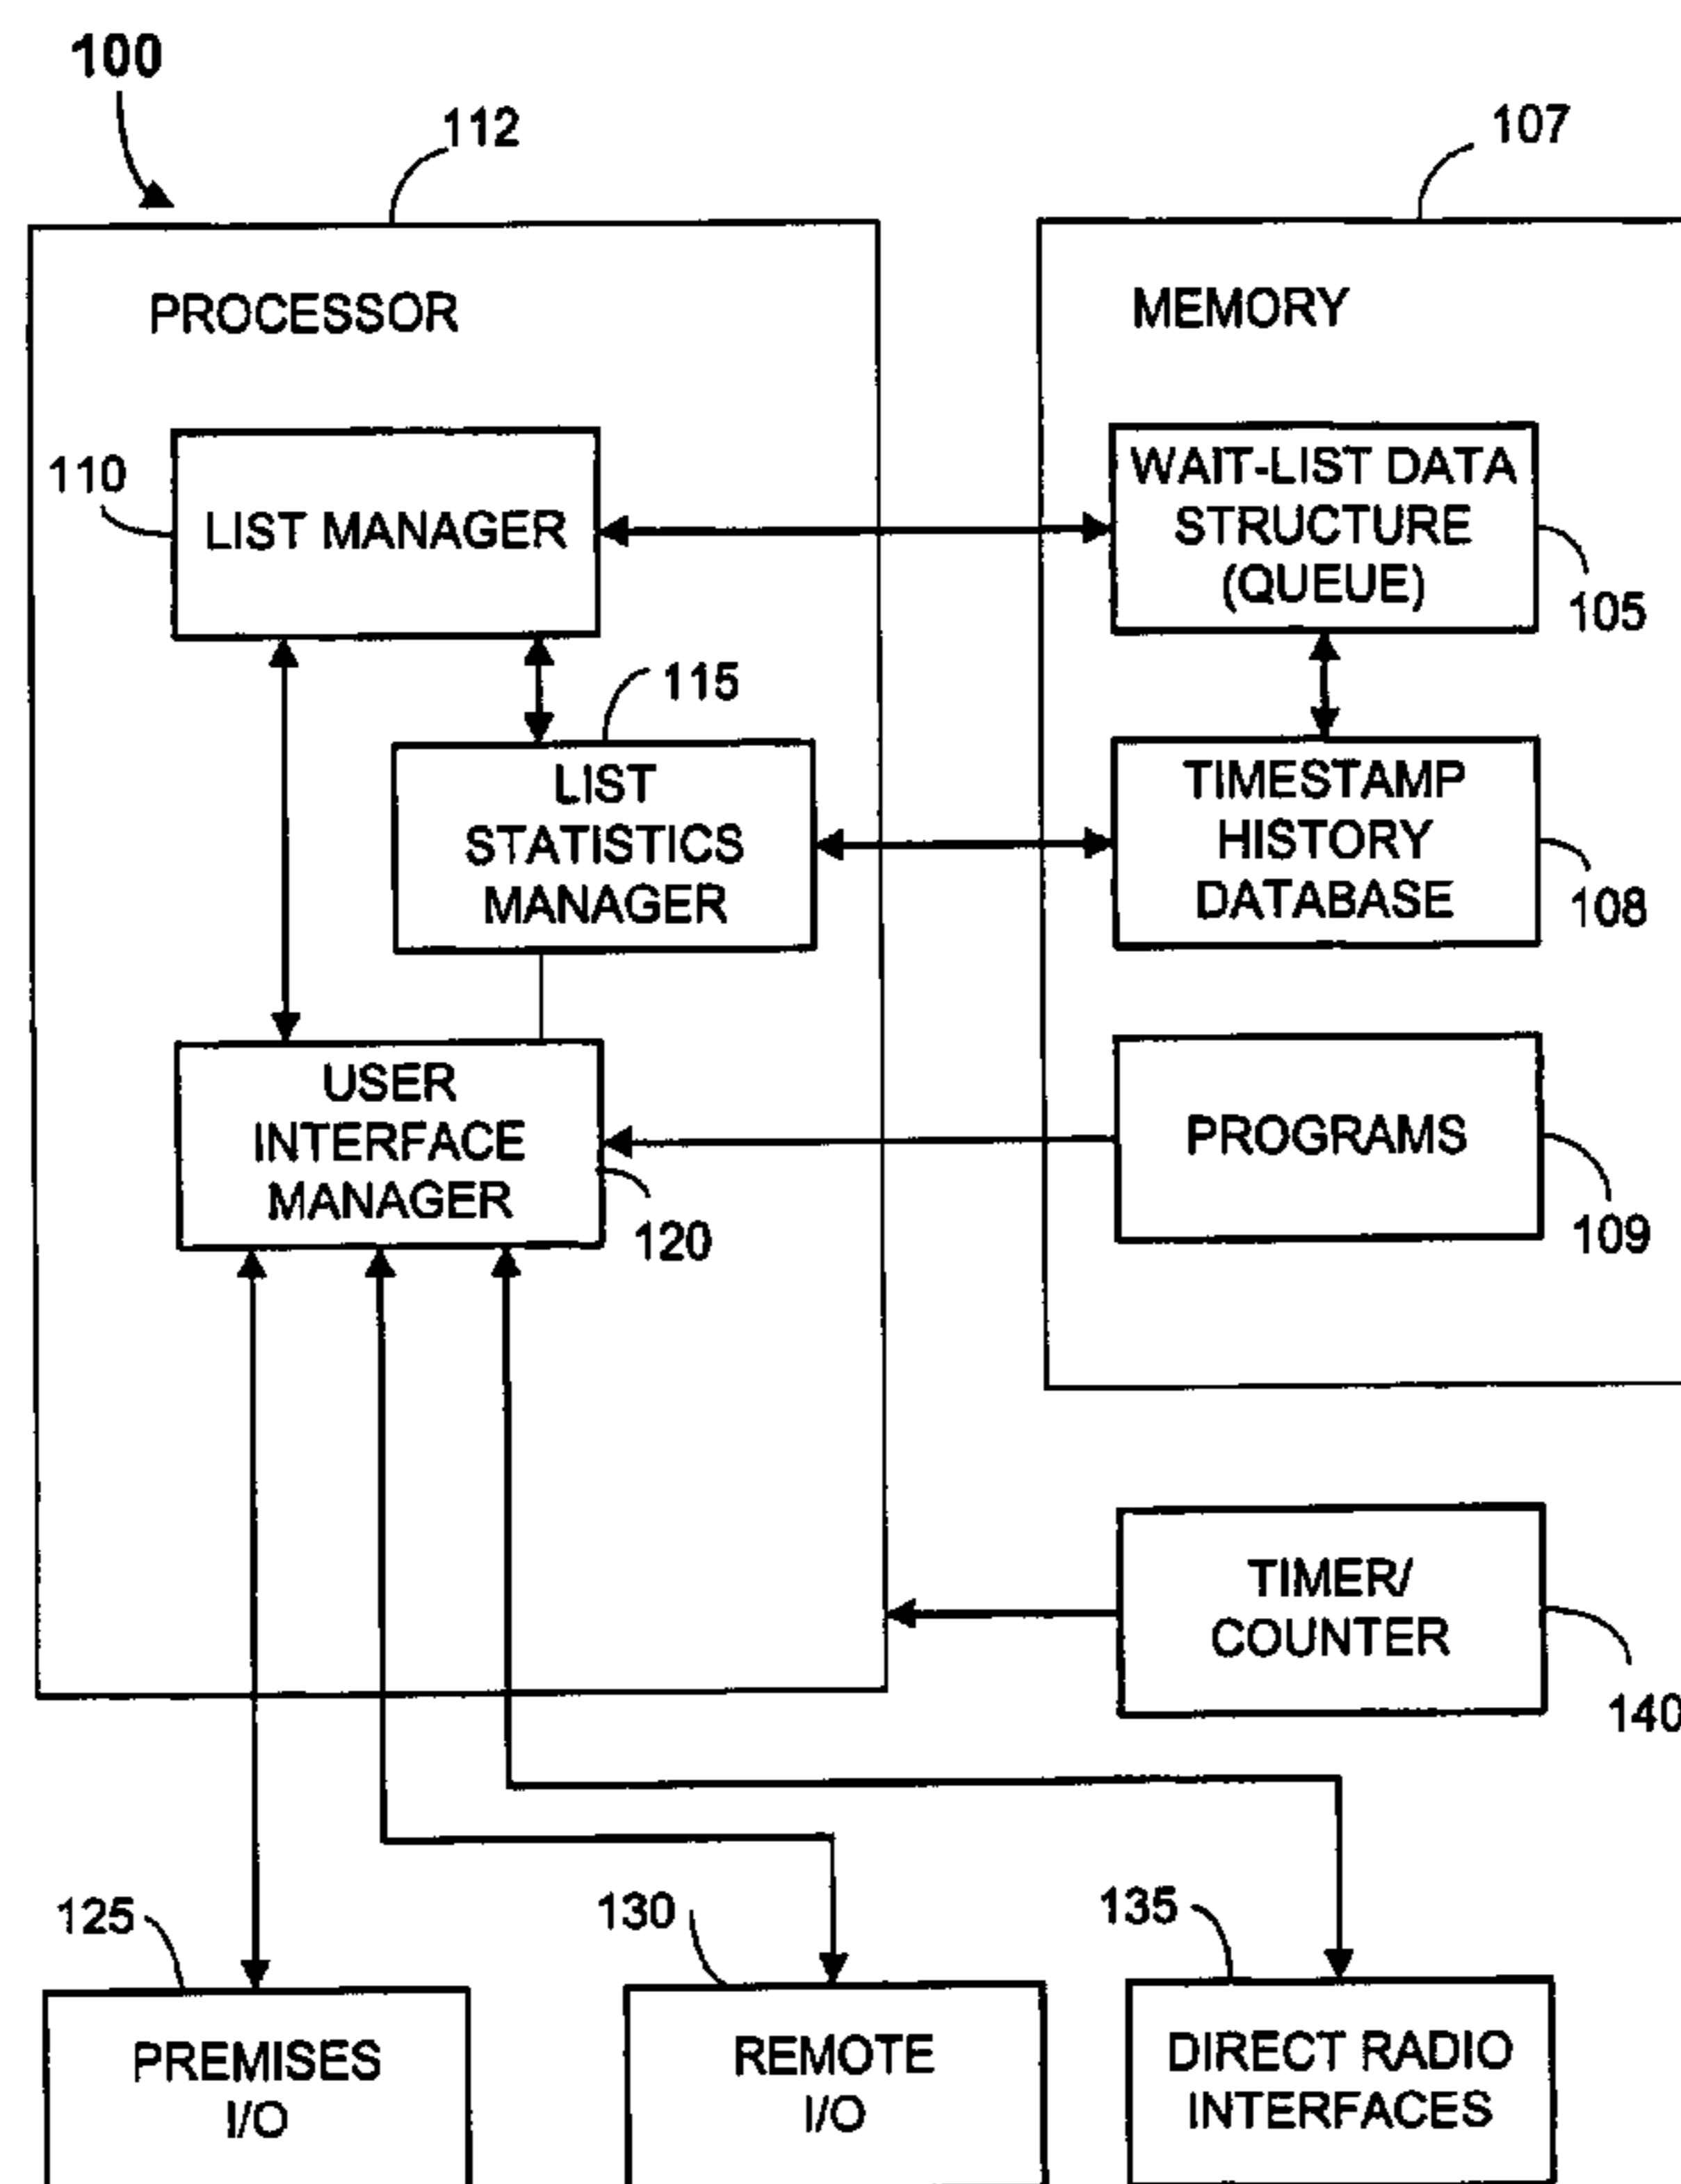 100
112
107
PROCESSOR
MEMORY
110
LIST MANAGER
WAIT-LIST DATA
STRUCTURE
(QUEUE)
105
115
LIST
STATISTICS
MANAGER
TIMESTAMP
HISTORY
DATABASE
108
USER
INTERFACE
MANAGER
120
PROGRAMS
109
TIMER/
COUNTER
140
125
130
135
PREMISES
I/O
REMOTE
I/O
DIRECT RADIO
INTERFACES